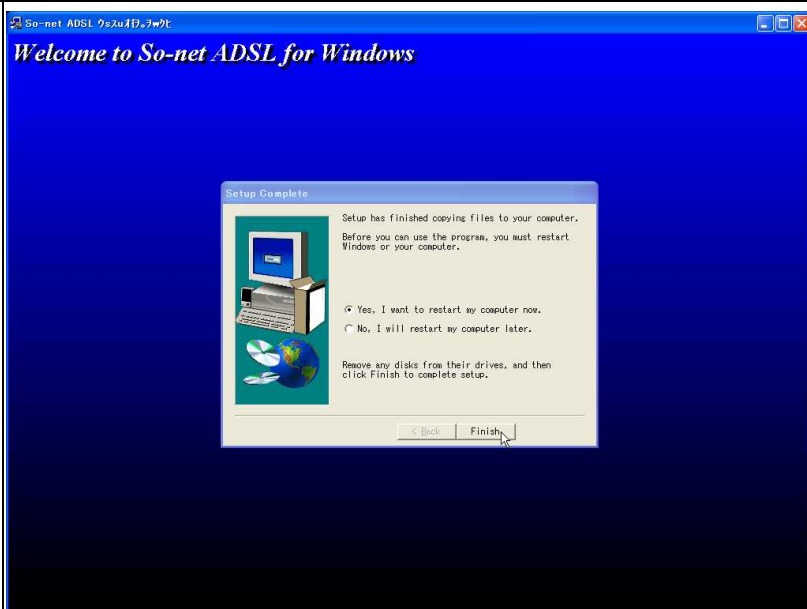 So-net ADSL
Welcome to So-net ADSL for Windows
Setup Complete
Setup has finished copying files to your computer.
Before you can use the program, you must restart
Windows or your computer.
Yes, I want to restart my computer now.
No, I will restart my computer later.
Remove any disks from their drives, and then
click Finish to complete setup.
< Back
Finish